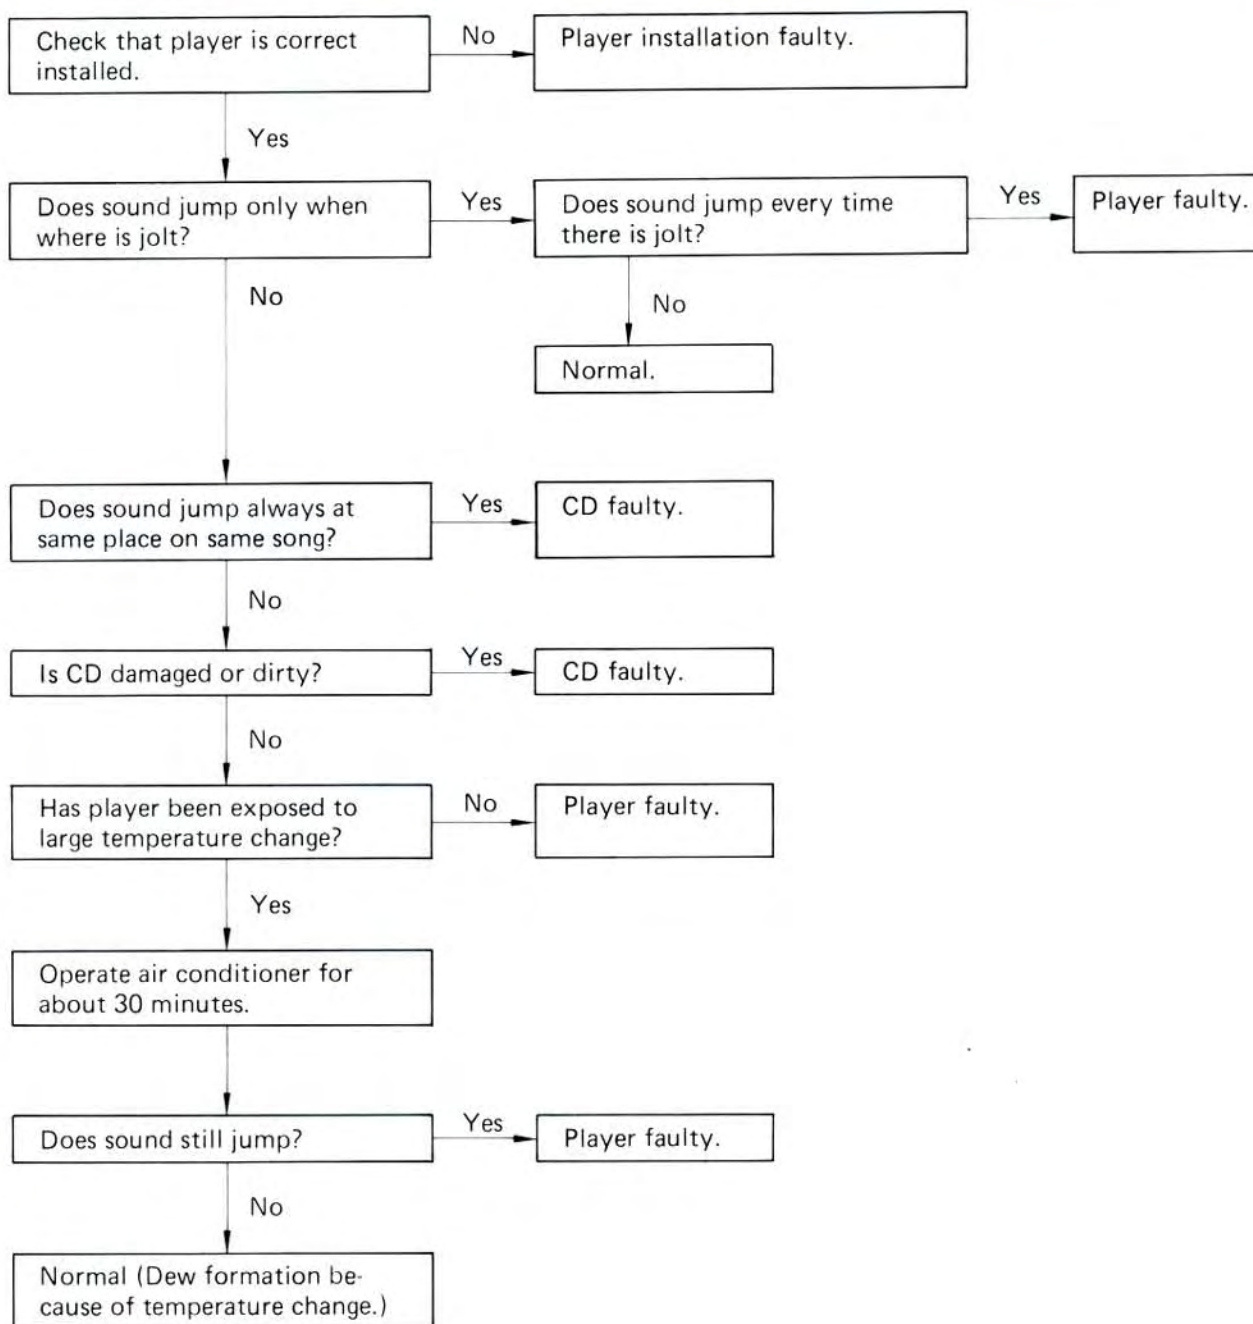 Check that player is correct
installed.
No
Player installation faulty.
Yes
Does sound jump only when
where is jolt?
Yes
Does sound jump every time
there is jolt?
Yes
Player faulty.
No
No
Normal.
Does sound jump always at
same place on same song?
Yes
CD faulty.
No
Is CD damaged or dirty?
Yes
CD faulty.
No
Has player been exposed to
large temperature change?
No
Player faulty.
Yes
Operate air conditioner for
about 30 minutes.
Does sound still jump?
Yes
Player faulty.
No
Normal (Dew formation be-
cause of temperature change.)